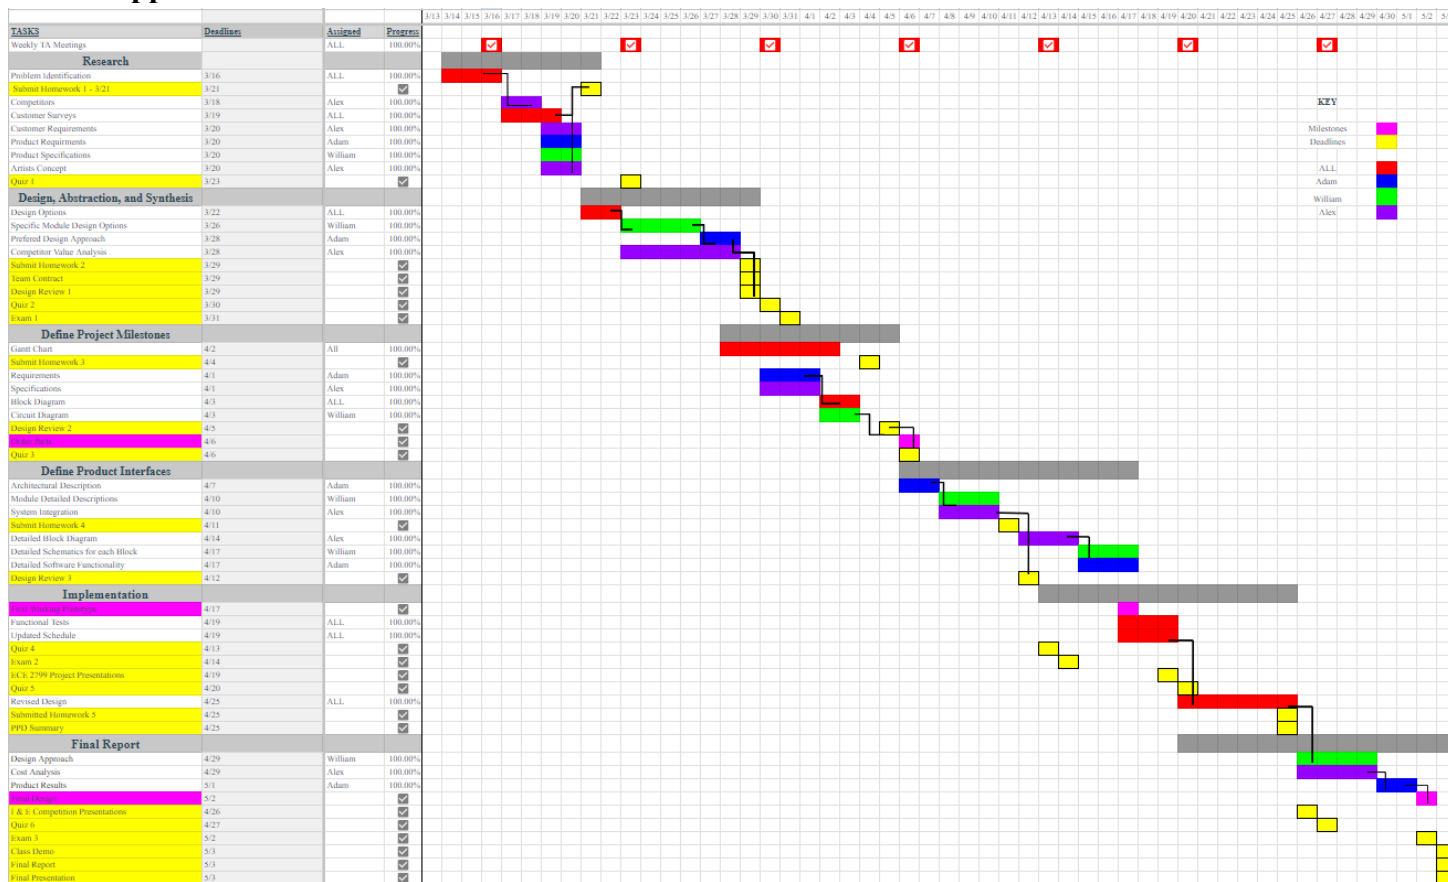 3/13 3/14 3/15 3/16 3/17 3/18 3/19 3/20 3/21 3/22 3/23 3/24 3/25 3/26 3/27 3/28 3/29 3/30 3/31 4/1 4/2 4/3 4/4 4/5 4/6 4/7 4/8 4/9 4/10 4/11 4/12 4/13 4/14 4/15 4/16 4/17 4/18 4/19 4/20 4/21 4/22 4/23 4/24 4/25 4/26 4/27 4/28 4/29 4/30 5/1 5/2
TASKS Deadlines Assigned Progress
Weekly TA Meetings ALL 100.00%
Research
Problem Identification 3/16 ALL 100.00%
Submit Homework 1 - 3/21 3/21
Competitors 3/18 Alex 100.00%
Customer Surveys 3/19 ALL 100.00%
Customer Requirements 3/20 Alex 100.00%
Product Requirments 3/20 Adam 100.00%
Product Specifications 3/20 William 100.00%
Artists Concept 3/20 Alex 100.00%
Quiz 1 3/23
Design, Abstraction, and Synthesis
Design Options 3/22 ALL 100.00%
Specific Module Design Options 3/26 William 100.00%
Prefered Design Approach 3/28 Adam 100.00%
Competitor Value Analysis 3/28 Alex 100.00%
Submit Homework 2 3/29
Team Contract 3/29
Design Review 1 3/29
Quiz 2 3/30
Exam 1 3/31
Define Project Milestones
Gantt Chart 4/2 All 100.00%
Submit Homework 3 4/4
Requirements 4/1 Adam 100.00%
Specifications 4/1 Alex 100.00%
Block Diagram 4/3 ALL 100.00%
Circuit Diagram 4/3 William 100.00%
Design Review 2 4/5
Order Parts 4/6
Quiz 3 4/6
Define Product Interfaces
Architectural Description 4/7 Adam 100.00%
Module Detailed Descriptions 4/10 William 100.00%
System Integration 4/10 Alex 100.00%
Submit Homework 4 4/11
Detailed Block Diagram 4/14 Alex 100.00%
Detailed Schematics for each Block 4/17 William 100.00%
Detailed Software Functionality 4/17 Adam 100.00%
Design Review 3 4/12
Implementation
First Working Prototype 4/17
Functional Tests 4/19 ALL 100.00%
Updated Schedule 4/19 ALL 100.00%
Quiz 4 4/13
Exam 2 4/14
ECE 2799 Project Presentations 4/19
Quiz 5 4/20
Revised Design 4/25 ALL 100.00%
Submitted Homework 5 4/25
PPD Summary 4/25
Final Report
Design Approach 4/29 William 100.00%
Cost Analysis 4/29 Alex 100.00%
Product Results 5/1 Adam 100.00%
Final Design 5/2
I & E Competition Presentations 4/26
Quiz 6 4/27
Exam 3 5/2
Class Demo 5/3
Final Report 5/3
Final Presentation 5/3
KEY
Milestones
Deadlines
ALL
Adam
William
Alex